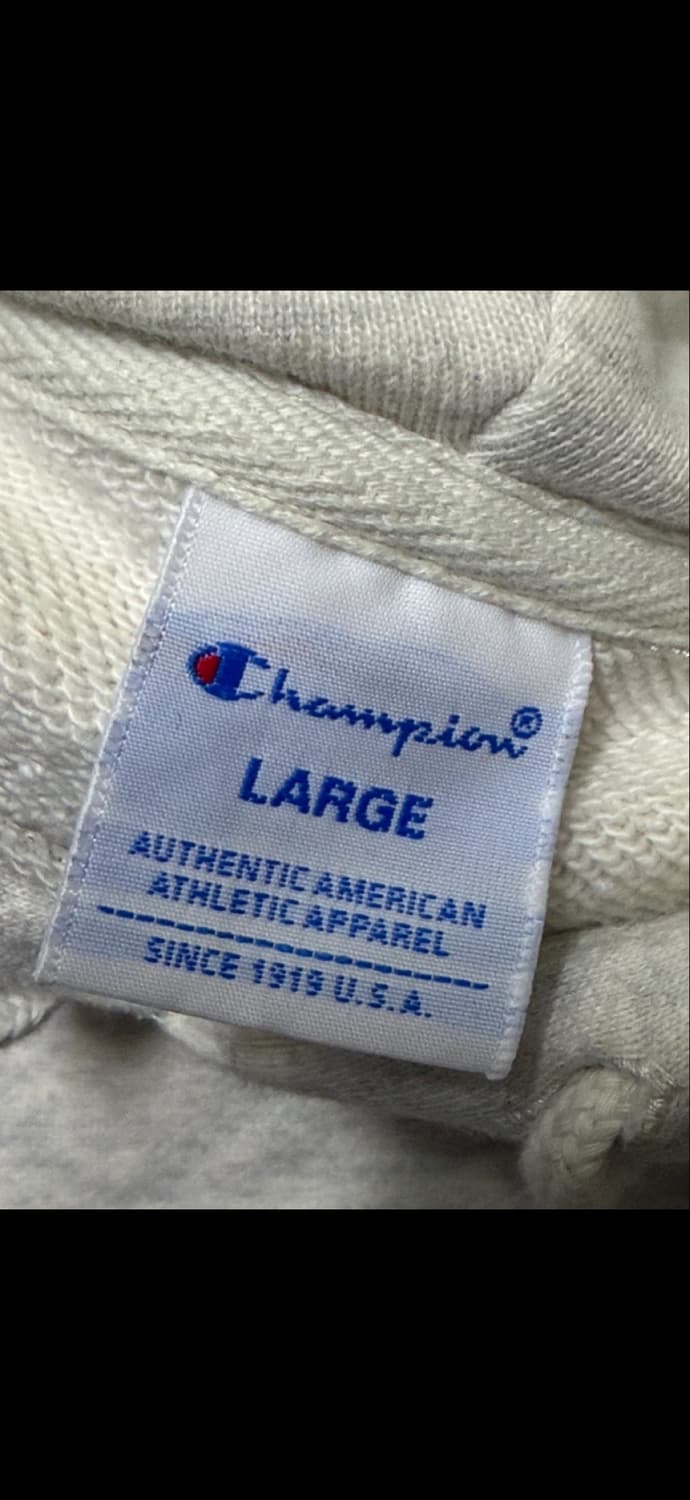 Champion®
LARGE
AUTHENTIC AMERICAN
ATHLETIC APPAREL
SINCE 1919 U.S.A.